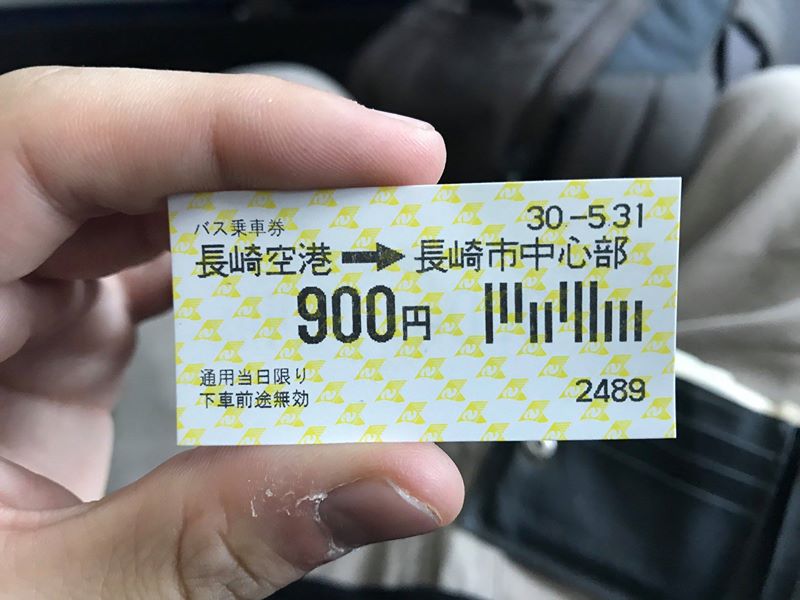 バス乗車券
30-5.31
長崎空港➡長崎市中心部
900円
通用当日限り
下車前途無効
2489